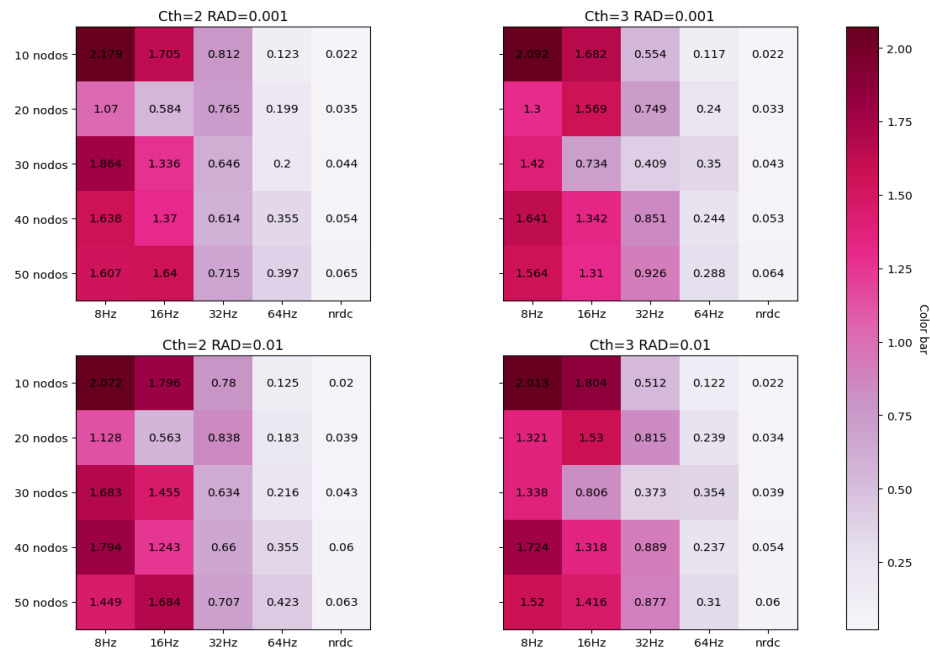 Cth=2 RAD=0.001
10 nodos 2.179 1.705 0.812 0.123 0.022
20 nodos 1.07 0.584 0.765 0.199 0.035
30 nodos 1.864 1.336 0.646 0.2 0.044
40 nodos 1.638 1.37 0.614 0.355 0.054
50 nodos 1.607 1.64 0.715 0.397 0.065
8Hz 16Hz 32Hz 64Hz nrdc
Cth=3 RAD=0.001
2.092 1.682 0.554 0.117 0.022
1.3 1.569 0.749 0.24 0.033
1.42 0.734 0.409 0.35 0.043
1.641 1.342 0.851 0.244 0.053
1.564 1.31 0.926 0.288 0.064
8Hz 16Hz 32Hz 64Hz nrdc
Cth=2 RAD=0.01
10 nodos 2.072 1.796 0.78 0.125 0.02
20 nodos 1.128 0.563 0.838 0.183 0.039
30 nodos 1.683 1.455 0.634 0.216 0.043
40 nodos 1.794 1.243 0.66 0.355 0.06
50 nodos 1.449 1.684 0.707 0.423 0.063
8Hz 16Hz 32Hz 64Hz nrdc
Cth=3 RAD=0.01
2.013 1.804 0.512 0.122 0.022
1.321 1.53 0.815 0.239 0.034
1.338 0.806 0.373 0.354 0.039
1.724 1.318 0.889 0.237 0.054
1.52 1.416 0.877 0.31 0.06
8Hz 16Hz 32Hz 64Hz nrdc
2.00
1.75
1.50
1.25
1.00
0.75
0.50
0.25
Color bar